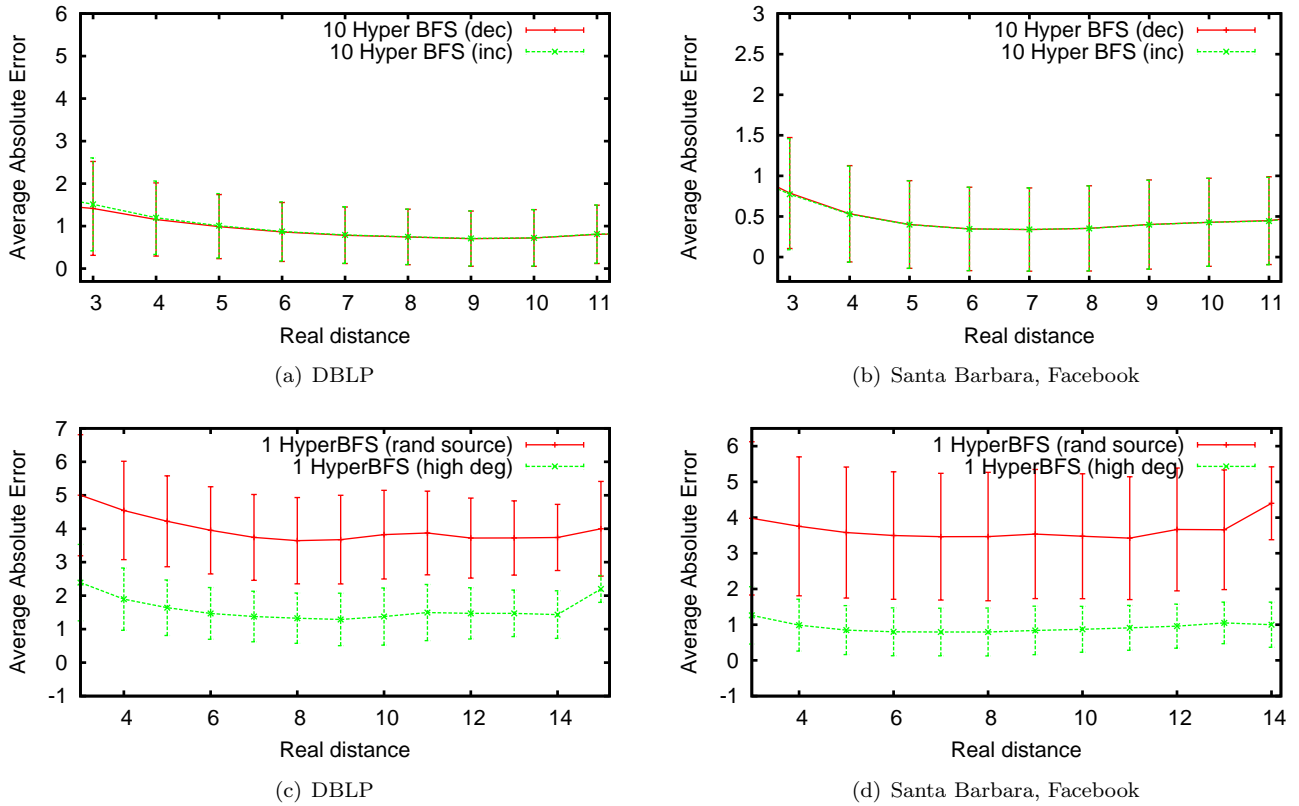 Average Absolute Error
6
5
4
3
2
1
0
10 Hyper BFS (dec)
10 Hyper BFS (inc)
3 4 5 6 7 8 9 10 11
Real distance
(a) DBLP
Average Absolute Error
3
2.5
2
1.5
1
0.5
0
10 Hyper BFS (dec)
10 Hyper BFS (inc)
3 4 5 6 7 8 9 10 11
Real distance
(b) Santa Barbara, Facebook
Average Absolute Error
7
6
5
4
3
2
1
0
-1
1 HyperBFS (rand source)
1 HyperBFS (high deg)
4 6 8 10 12 14
Real distance
(c) DBLP
Average Absolute Error
6
5
4
3
2
1
0
-1
1 HyperBFS (rand source)
1 HyperBFS (high deg)
4 6 8 10 12 14
Real distance
(d) Santa Barbara, Facebook